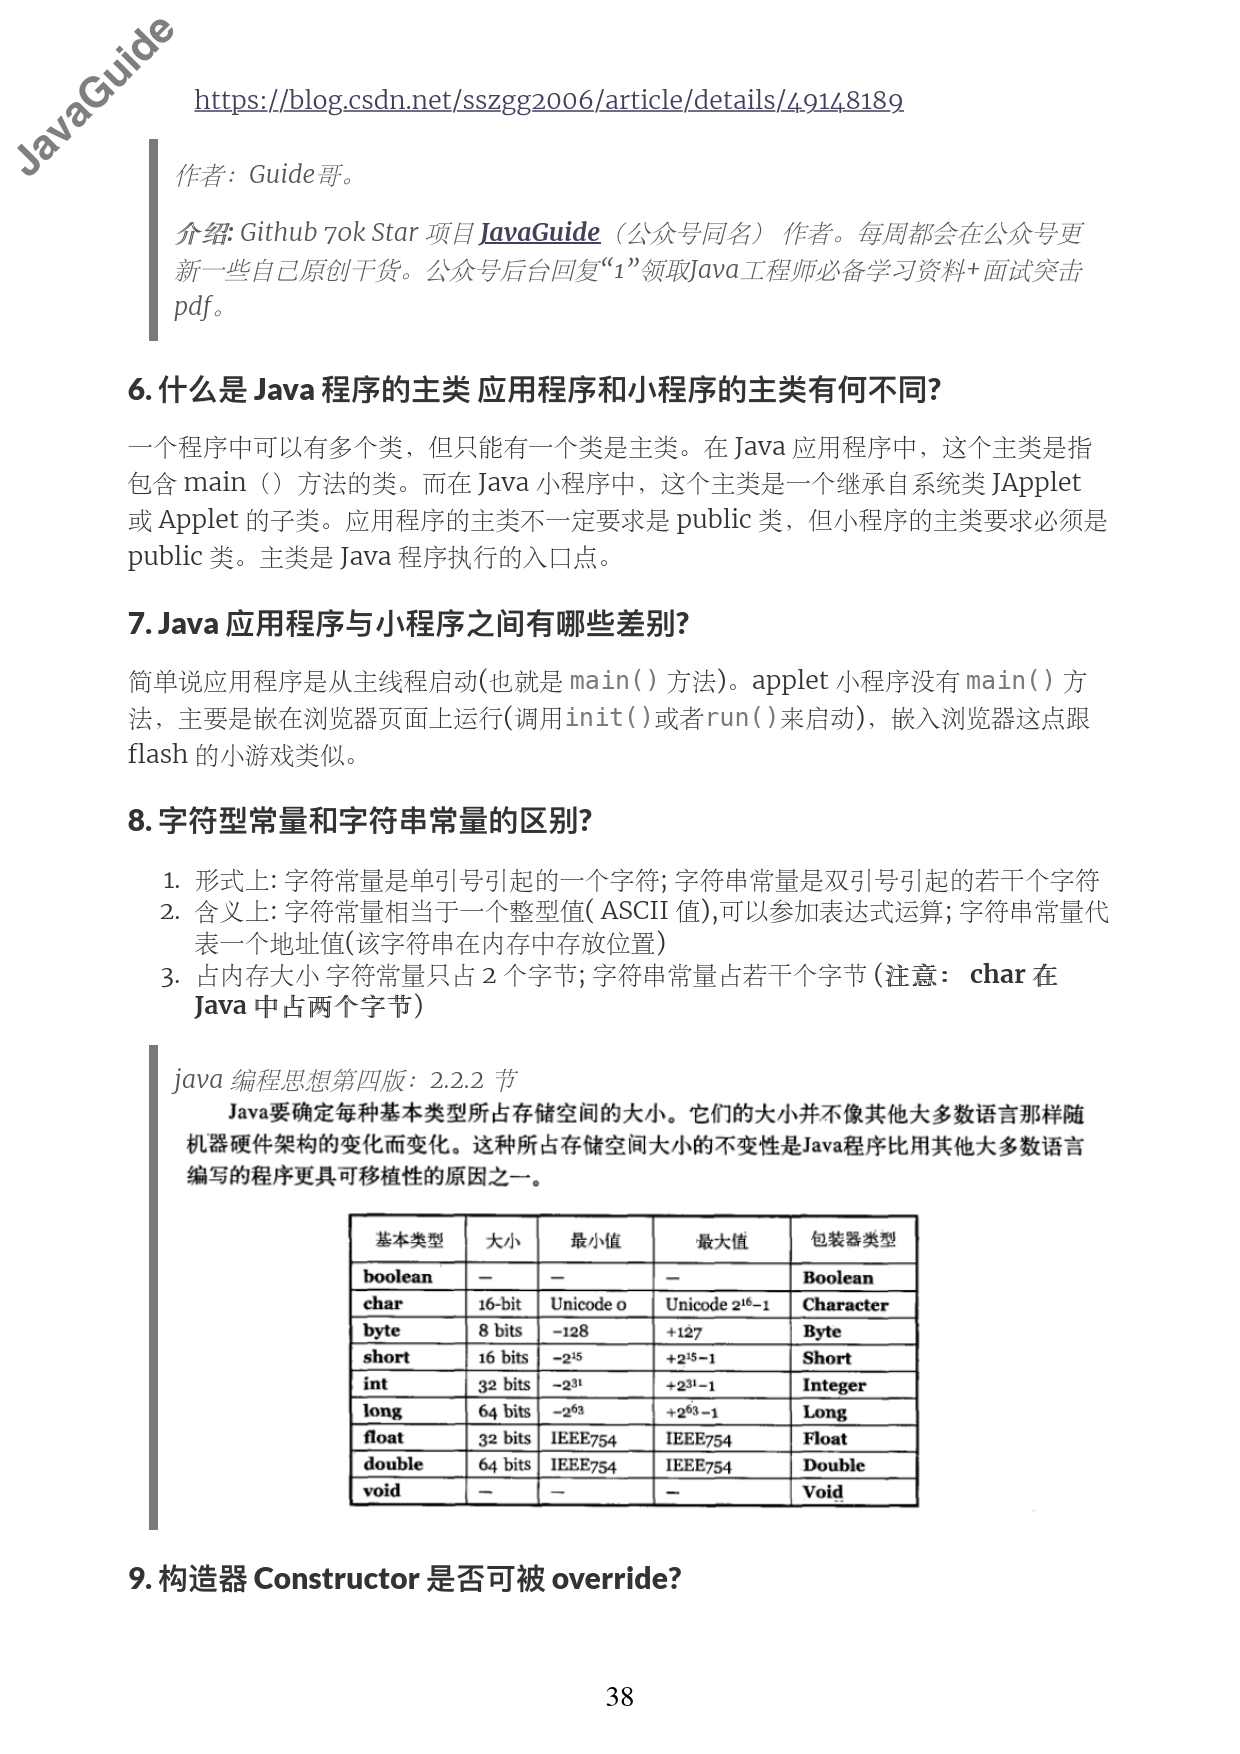 JavaGuide
https://blog.csdn.net/sszgg2006/article/details/49148189
作者：Guide哥。
介绍: Github 70k Star 项目 JavaGuide（公众号同名） 作者。每周都会在公众号更
新一些自己原创干货。公众号后台回复“1”领取Java工程师必备学习资料+面试突击
pdf。
6. 什么是 Java 程序的主类 应用程序和小程序的主类有何不同?
一个程序中可以有多个类，但只能有一个类是主类。在 Java 应用程序中，这个主类是指
包含 main（）方法的类。而在 Java 小程序中，这个主类是一个继承自系统类 JApplet
或 Applet 的子类。应用程序的主类不一定要求是 public 类，但小程序的主类要求必须是
public 类。主类是 Java 程序执行的入口点。
7. Java 应用程序与小程序之间有哪些差别?
简单说应用程序是从主线程启动(也就是 main() 方法)。applet 小程序没有 main() 方
法，主要是嵌在浏览器页面上运行(调用init()或者run()来启动)，嵌入浏览器这点跟
flash 的小游戏类似。
8. 字符型常量和字符串常量的区别?
1. 形式上: 字符常量是单引号引起的一个字符; 字符串常量是双引号引起的若干个字符
2. 含义上: 字符常量相当于一个整型值( ASCII 值),可以参加表达式运算; 字符串常量代
表一个地址值(该字符串在内存中存放位置)
3. 占内存大小 字符常量只占 2 个字节; 字符串常量占若干个字节 (注意： char 在
Java 中占两个字节)
java 编程思想第四版：2.2.2 节
Java要确定每种基本类型所占存储空间的大小。它们的大小并不像其他大多数语言那样随
机器硬件架构的变化而变化。这种所占存储空间大小的不变性是Java程序比用其他大多数语言
编写的程序更具可移植性的原因之一。
基本类型 大小 最小值 最大值 包装器类型
boolean — — — Boolean
char 16-bit Unicode 0 Unicode 2¹⁶−1 Character
byte 8 bits −128 +127 Byte
short 16 bits −2¹⁵ +2¹⁵−1 Short
int 32 bits −2³¹ +2³¹−1 Integer
long 64 bits −2⁶³ +2⁶³−1 Long
float 32 bits IEEE754 IEEE754 Float
double 64 bits IEEE754 IEEE754 Double
void — — — Void
9. 构造器 Constructor 是否可被 override?
38